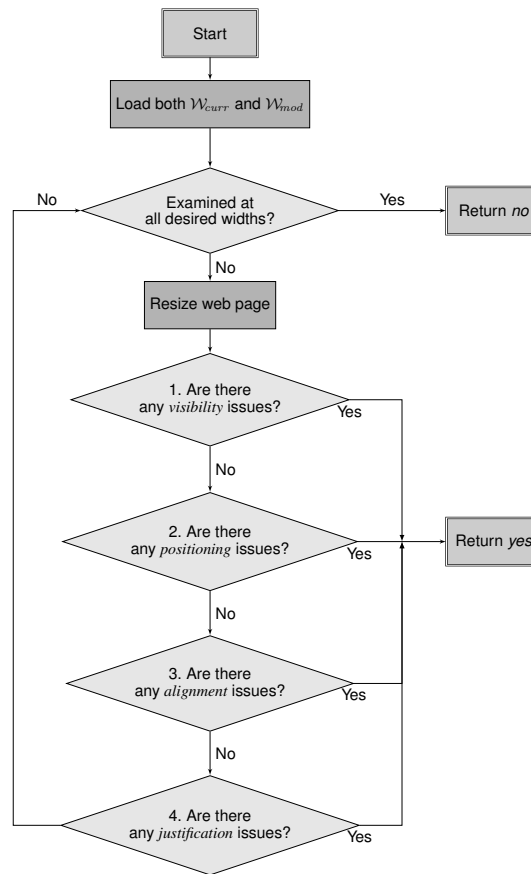 Start
Load both W_curr and W_mod
No
Examined at
all desired widths?
Yes
Return no
No
Resize web page
1. Are there
any visibility issues?
Yes
No
2. Are there
any positioning issues?
Yes
Return yes
No
3. Are there
any alignment issues?
Yes
No
4. Are there
any justification issues?
Yes